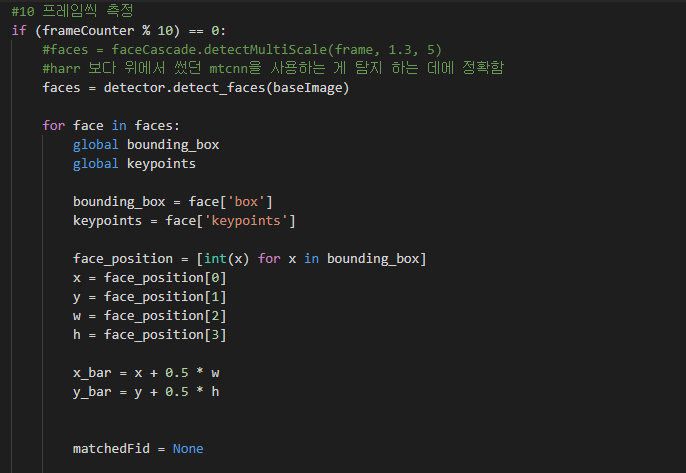 #10 프레임씩 측정
if (frameCounter % 10) == 0:
#faces = faceCascade.detectMultiScale(frame, 1.3, 5)
#harr 보다 위에서 썼던 mtcnn을 사용하는 게 탐지 하는 데에 정확함
faces = detector.detect_faces(baseImage)
for face in faces:
global bounding_box
global keypoints
bounding_box = face['box']
keypoints = face['keypoints']
face_position = [int(x) for x in bounding_box]
x = face_position[0]
y = face_position[1]
w = face_position[2]
h = face_position[3]
x_bar = x + 0.5 * w
y_bar = y + 0.5 * h
matchedFid = None